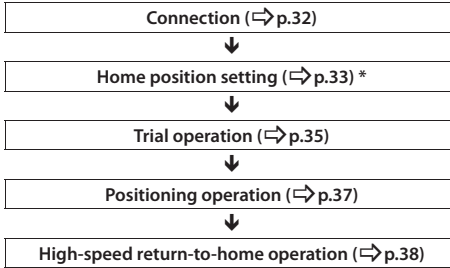 Connection (⇨p.32)
Home position setting (⇨p.33) *
Trial operation (⇨p.35)
Positioning operation (⇨p.37)
High-speed return-to-home operation (⇨p.38)